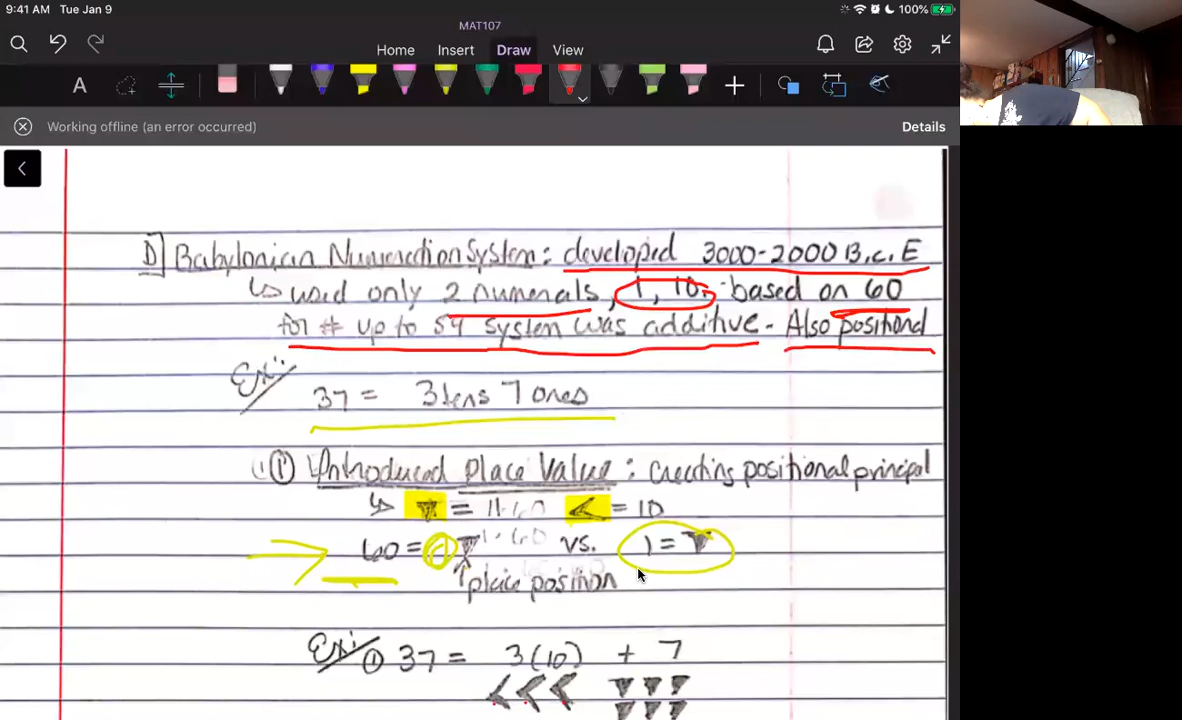 9:41 AM Tue Jan 9
100%
MAT107
Home Insert Draw View
A
Working offline (an error occurred)
Details
D] Babylonian Numeration System: developed 3000-2000 B.C.E
↳ used only 2 numerals, 1, 10, based on 60
for # up to 59 system was additive - Also positional
Ex:
37 = 3 tens 7 ones
① Introduced Place Value: creating positional principal
↳ ▼ = < = 10
60 = ▼ vs. 1 = ▼
↑ place position
Ex: ① 37 = 3(10) + 7
<<< ▼▼▼
▼▼▼